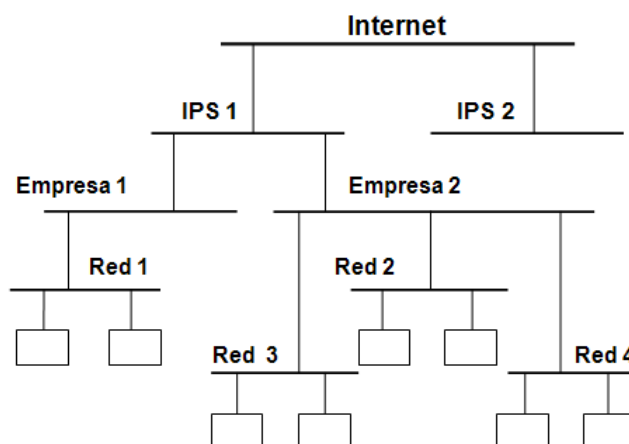 Internet
IPS 1
IPS 2
Empresa 1
Empresa 2
Red 1
Red 2
Red 3
Red 4